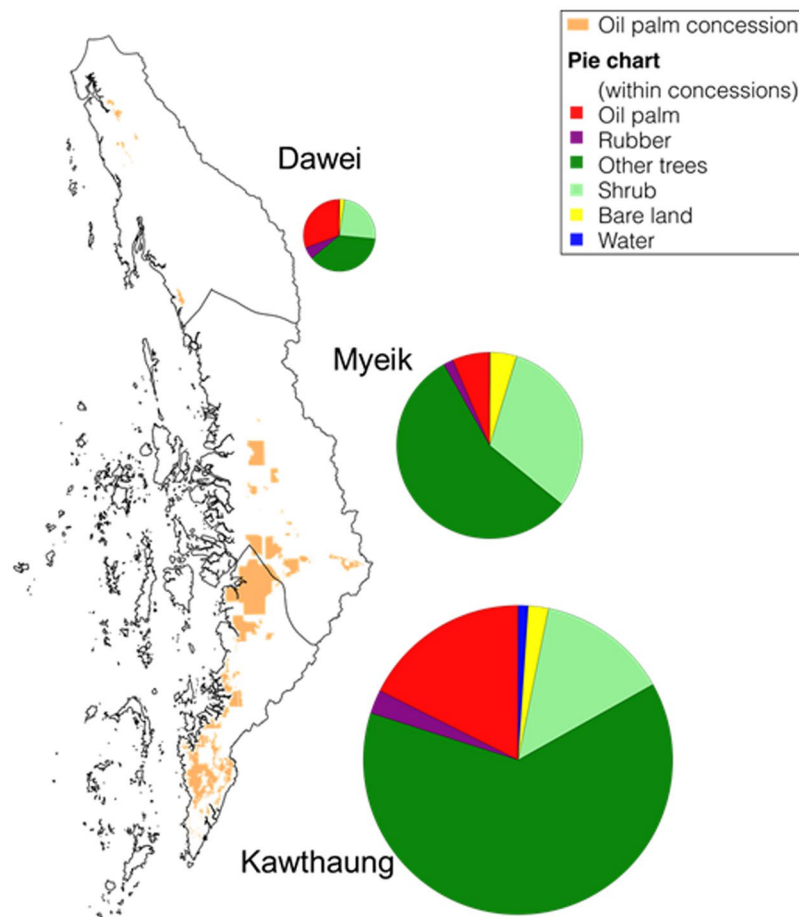 Oil palm concession
Pie chart
(within concessions)
Oil palm
Rubber
Other trees
Shrub
Bare land
Water
Dawei
Myeik
Kawthaung